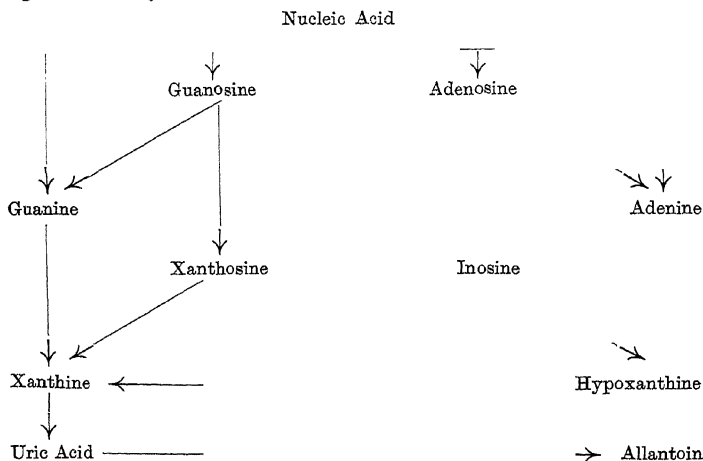 Nucleic Acid
Guanosine Adenosine
Guanine Adenine
Xanthosine Inosine
Xanthine Hypoxanthine
Uric Acid Allantoin